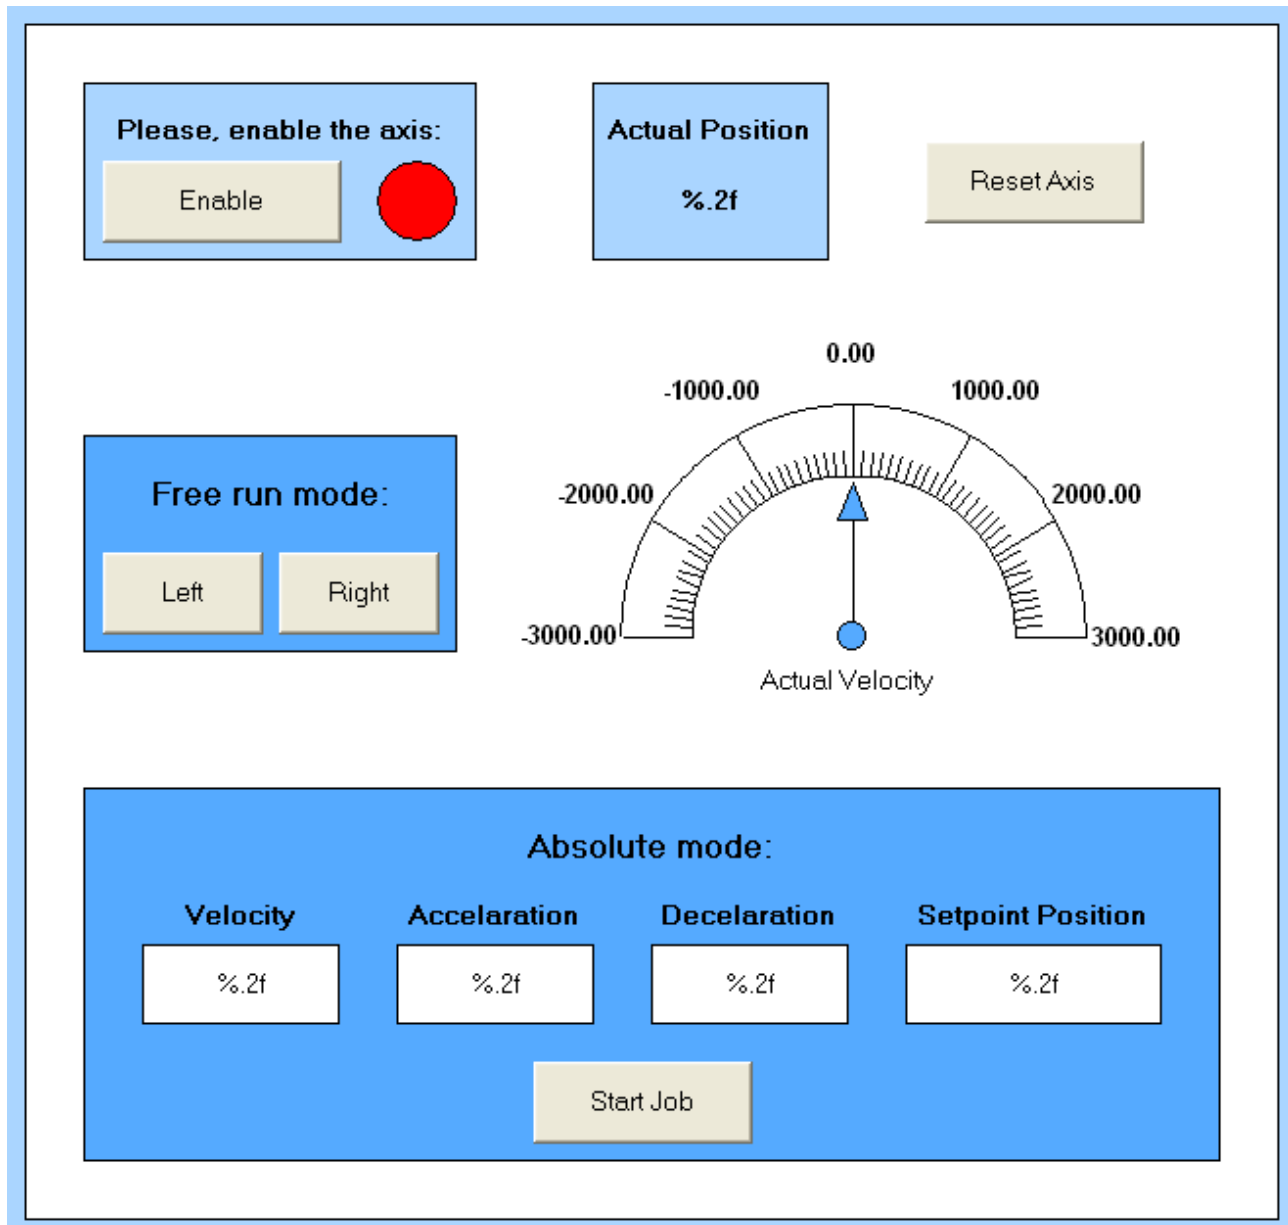 Please, enable the axis:
Enable
Actual Position
%.2f
Reset Axis
0.00
-1000.00
1000.00
-2000.00
2000.00
-3000.00
3000.00
Actual Velocity
Free run mode:
Left
Right
Absolute mode:
Velocity
Accelaration
Decelaration
Setpoint Position
%.2f
%.2f
%.2f
%.2f
Start Job